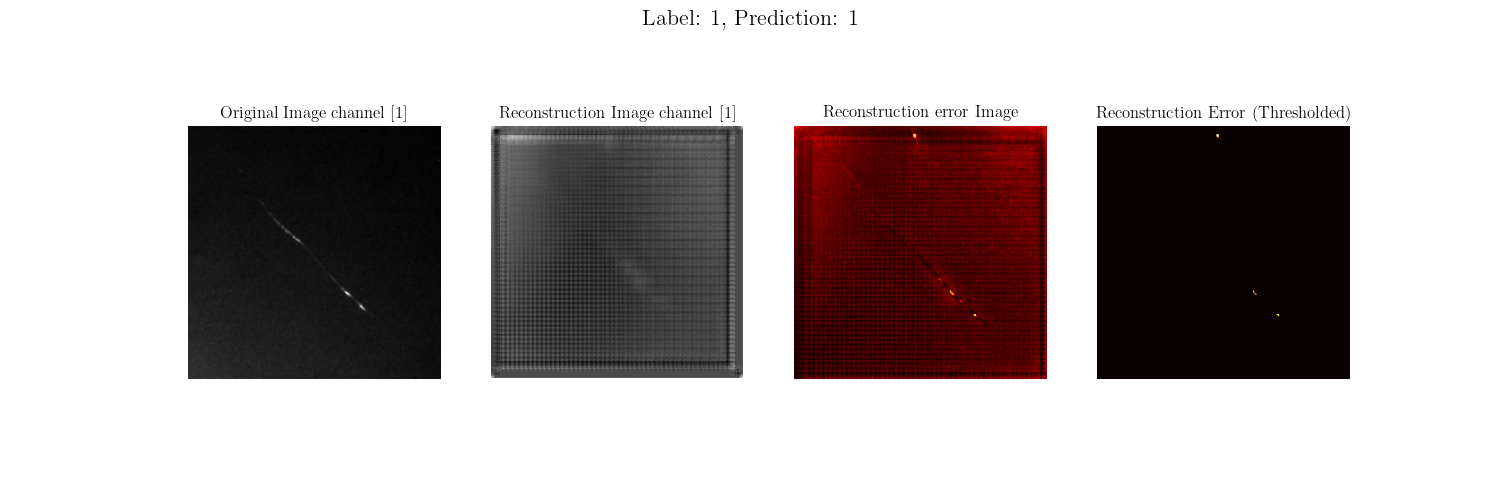 Label: 1, Prediction: 1
Original Image channel [1]
Reconstruction Image channel [1]
Reconstruction error Image
Reconstruction Error (Thresholded)